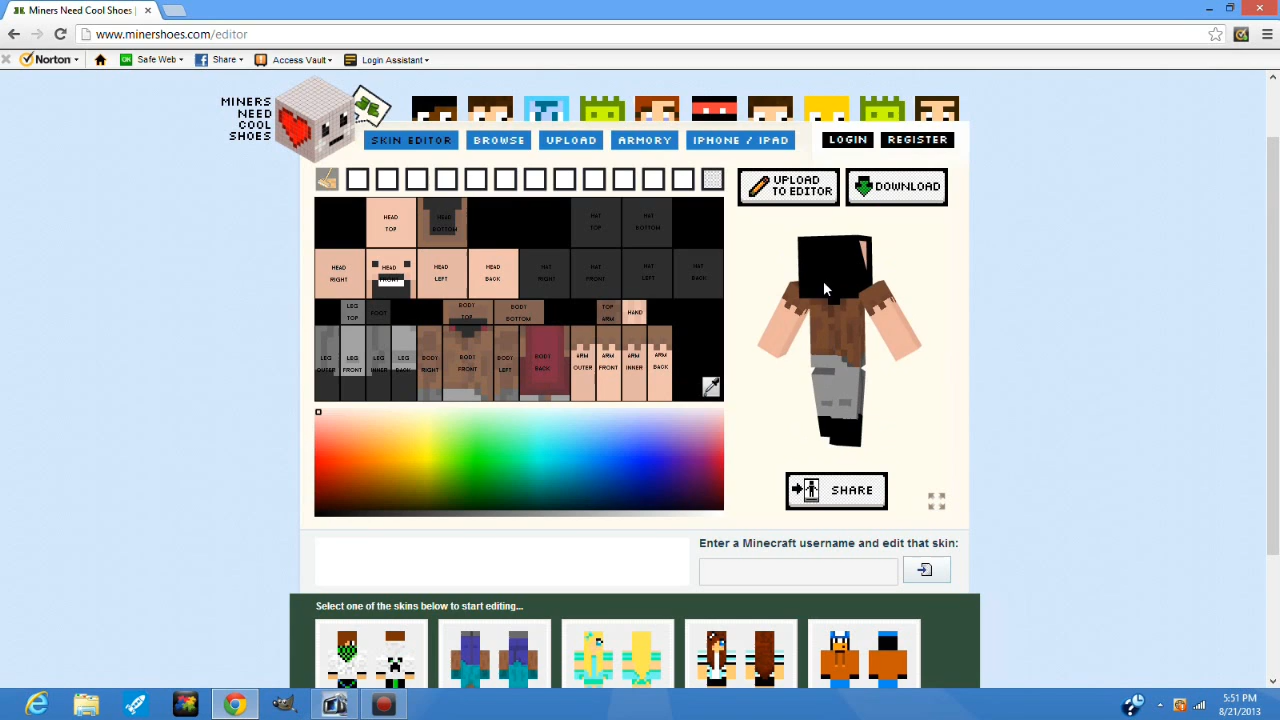 Miners Need Cool Shoes
www.minershoes.com/editor
Norton
Safe Web
Share
Access Vault
Login Assistant
MINERS
NEED
COOL
SHOES
SKIN EDITOR
BROWSE
UPLOAD
ARMORY
IPHONE / IPAD
LOGIN
REGISTER
UPLOAD
TO EDITOR
DOWNLOAD
HEAD
TOP
HEAD
BOTTOM
HAT
TOP
HAT
BOTTOM
HEAD
RIGHT
HEAD
FRONT
HEAD
LEFT
HEAD
BACK
HAT
RIGHT
HAT
FRONT
HAT
LEFT
HAT
BACK
LEG
TOP
FOOT
BODY
TOP
BODY
BOTTOM
TOP
ARM
HAND
LEG
OUTER
LEG
FRONT
LEG
INNER
LEG
BACK
BODY
RIGHT
BODY
FRONT
BODY
LEFT
BODY
BACK
ARM
OUTER
ARM
FRONT
ARM
INNER
ARM
BACK
SHARE
Enter a Minecraft username and edit that skin:
Select one of the skins below to start editing...
5:51 PM
8/21/2013